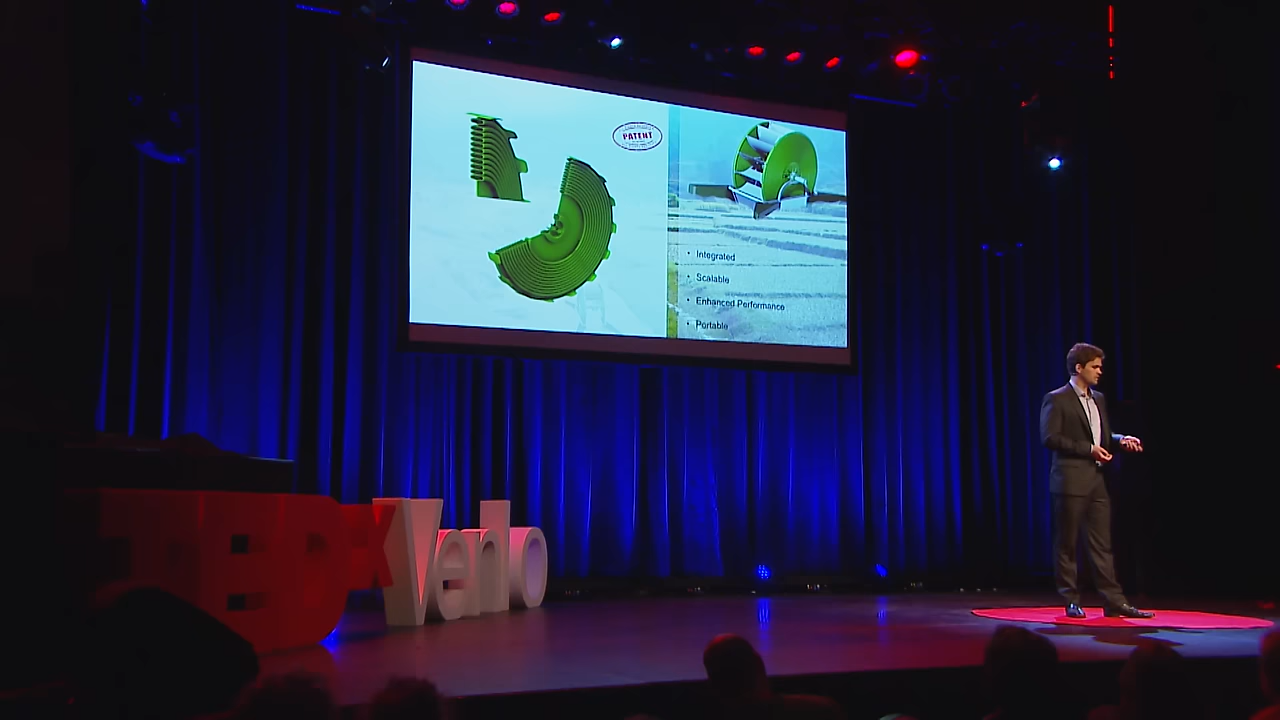 PATENT
• Integrated
• Scalable
• Enhanced Performance
• Portable
TEDxVenlo